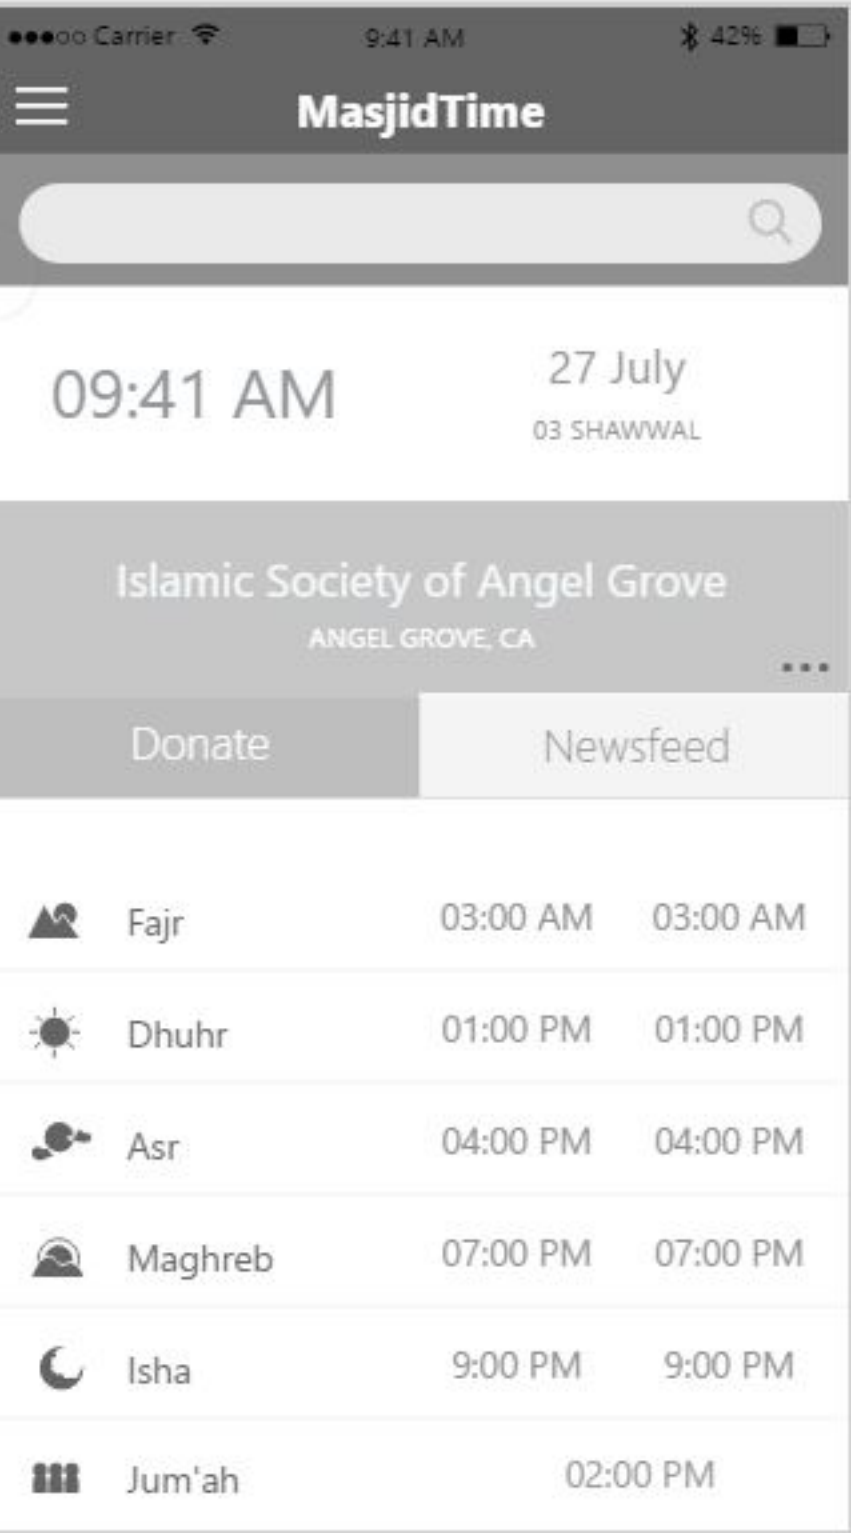 Carrier 9:41 AM 42%
MasjidTime
09:41 AM
27 July
03 SHAWWAL
Islamic Society of Angel Grove
ANGEL GROVE, CA
Donate Newsfeed
Fajr 03:00 AM 03:00 AM
Dhuhr 01:00 PM 01:00 PM
Asr 04:00 PM 04:00 PM
Maghreb 07:00 PM 07:00 PM
Isha 9:00 PM 9:00 PM
Jum'ah 02:00 PM